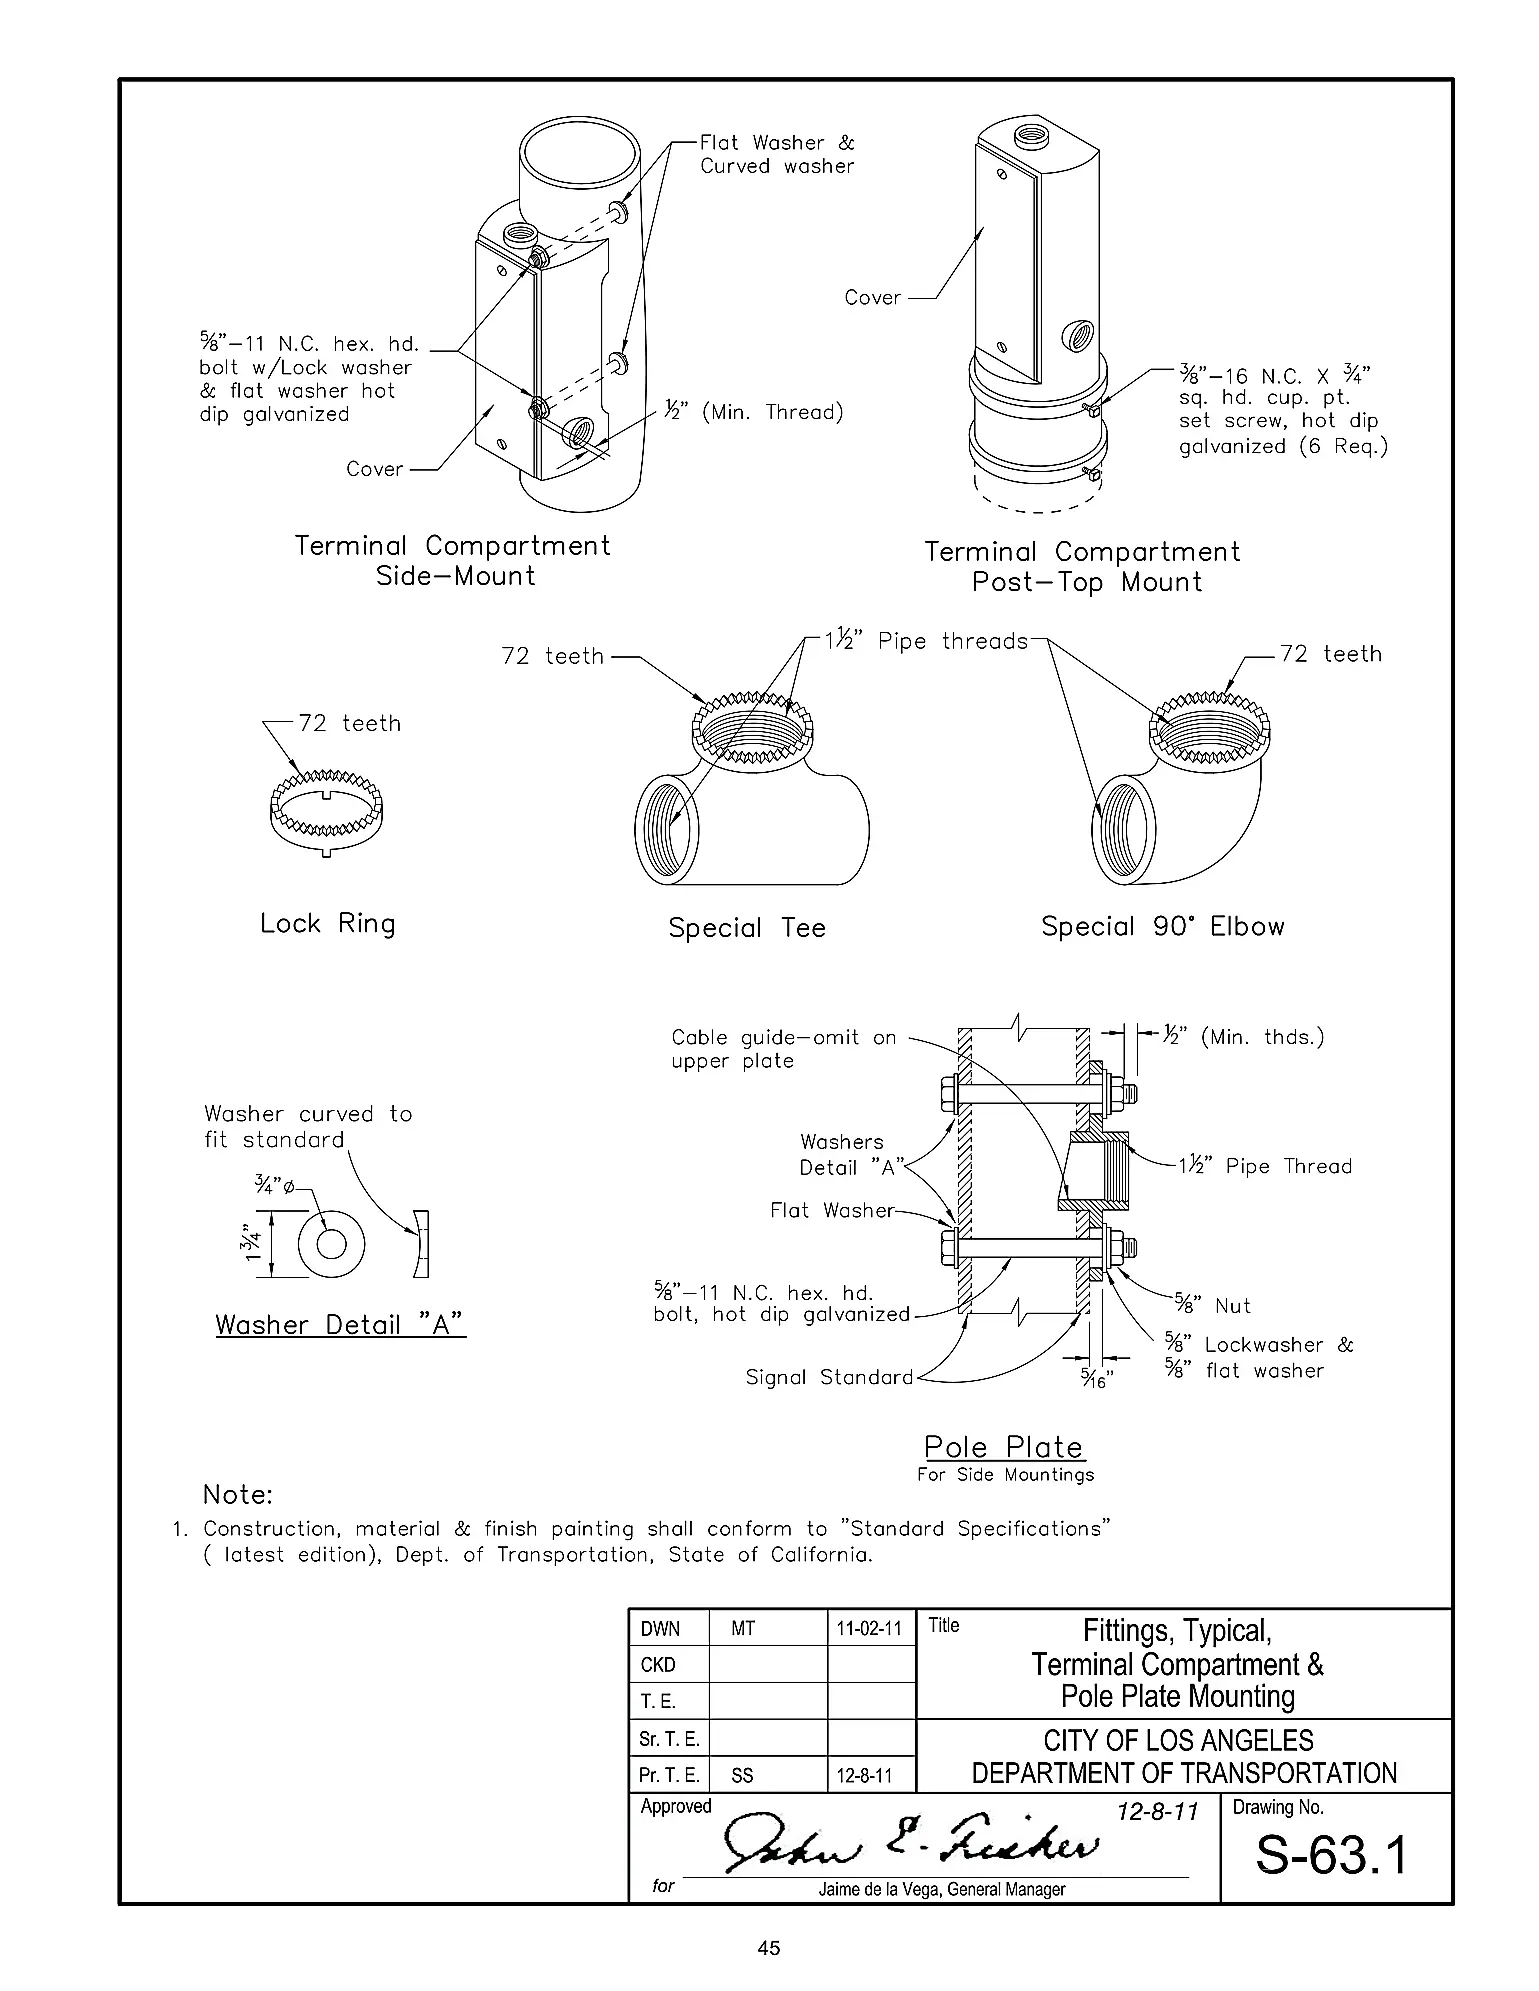 Flat Washer &
Curved washer
⅝”–11 N.C. hex. hd.
bolt w/Lock washer
& flat washer hot
dip galvanized
½” (Min. Thread)
Cover
Terminal Compartment
Side–Mount
Cover
⅜”–16 N.C. X ¾”
sq. hd. cup. pt.
set screw, hot dip
galvanized (6 Req.)
Terminal Compartment
Post–Top Mount
72 teeth
Lock Ring
72 teeth
1½” Pipe threads
72 teeth
Special Tee
Special 90° Elbow
Washer curved to
fit standard
¾”⌀
1¾”
Washer Detail ”A”
Cable guide–omit on
upper plate
½” (Min. thds.)
Washers
Detail ”A”
1½” Pipe Thread
Flat Washer
⅝”–11 N.C. hex. hd.
bolt, hot dip galvanized
⅝” Nut
⅝” Lockwasher &
⅝” flat washer
Signal Standard
5/16”
Pole Plate
For Side Mountings
Note:
1. Construction, material & finish painting shall conform to ”Standard Specifications”
( latest edition), Dept. of Transportation, State of California.
DWN MT 11-02-11
CKD
T. E.
Sr. T. E.
Pr. T. E. SS 12-8-11
Title
Fittings, Typical,
Terminal Compartment &
Pole Plate Mounting
CITY OF LOS ANGELES
DEPARTMENT OF TRANSPORTATION
Approved
John E. Fisher
12-8-11
for
Jaime de la Vega, General Manager
Drawing No.
S-63.1
45